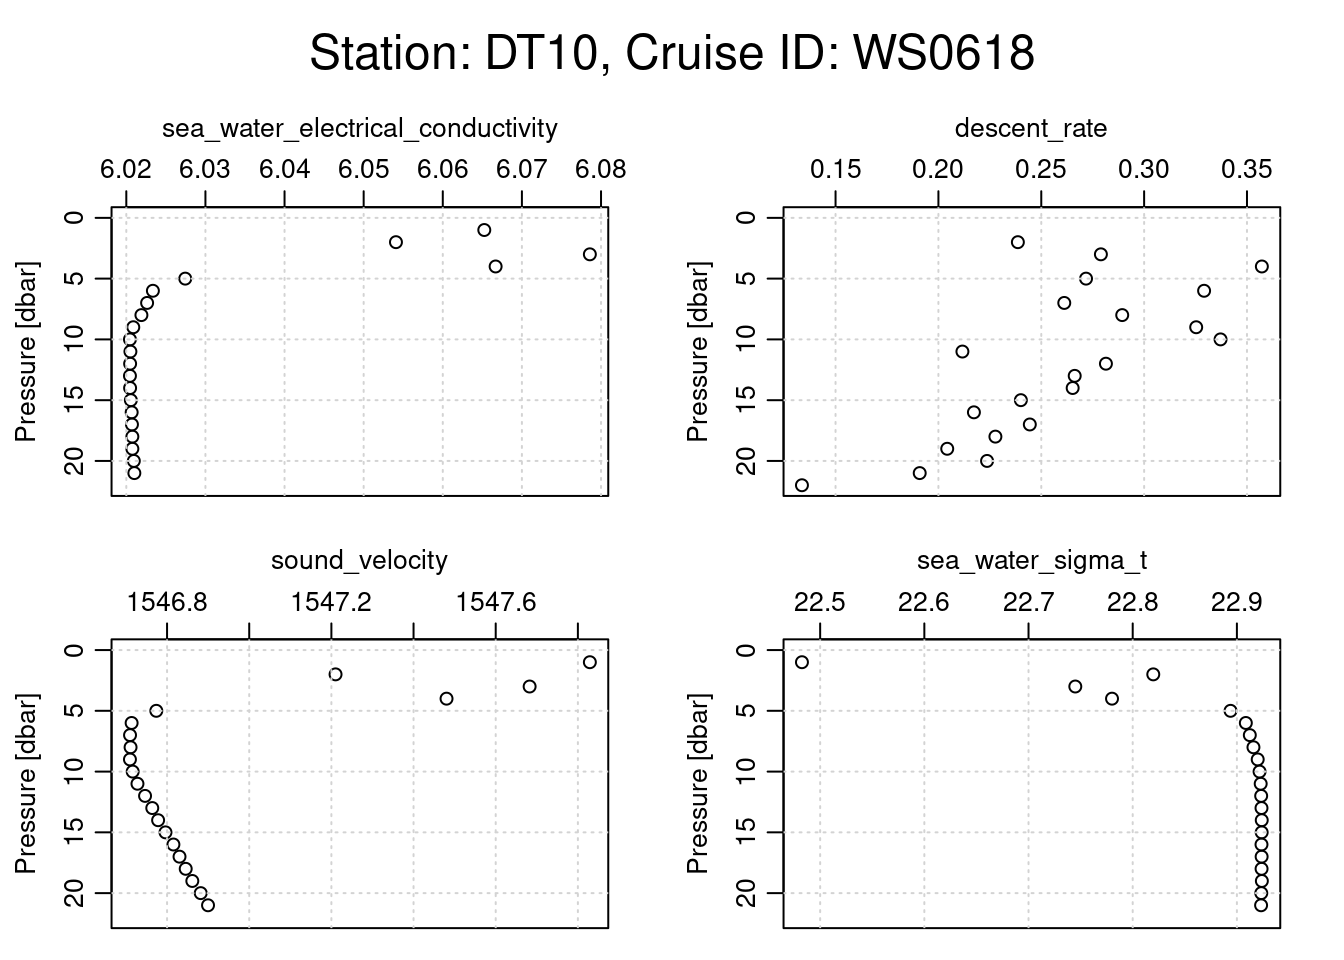 Station: DT10, Cruise ID: WS0618
sea_water_electrical_conductivity
6.02 6.03 6.04 6.05 6.06 6.07 6.08
Pressure [dbar]
0
5
10
15
20
descent_rate
0.15 0.20 0.25 0.30 0.35
Pressure [dbar]
0
5
10
15
20
sound_velocity
1546.8 1547.2 1547.6
Pressure [dbar]
0
5
10
15
20
sea_water_sigma_t
22.5 22.6 22.7 22.8 22.9
Pressure [dbar]
0
5
10
15
20